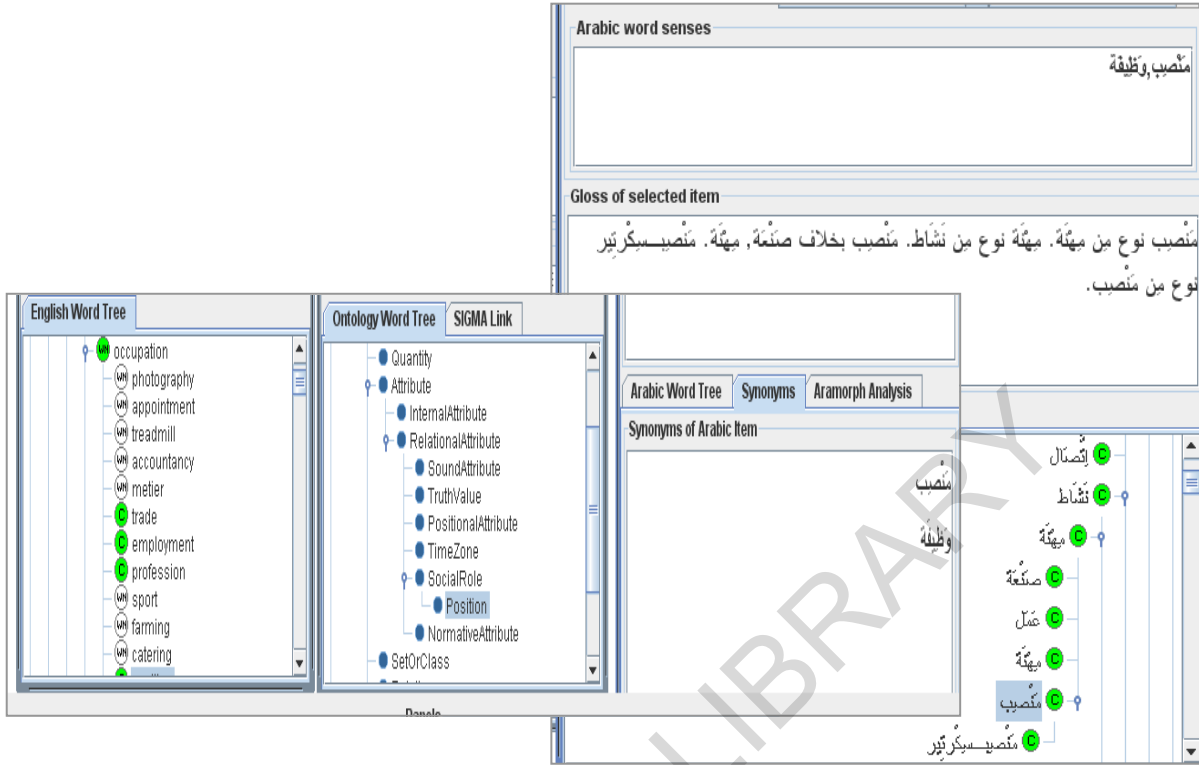 Arabic word senses
مَنْصِب,وَظِيفَة
Gloss of selected item
مَنْصِب نوع مِن مِهْنَة. مِهْنَة نوع مِن نَشَاط. مَنْصِب بخلاف صَنْعَة, مِهْنَة. مَنْصِبــسِكْرِتِير
نوع مِن مَنْصِب.
English Word Tree
occupation
photography
appointment
treadmill
accountancy
metier
trade
employment
profession
sport
farming
catering
Ontology Word Tree
SIGMA Link
Quantity
Attribute
InternalAttribute
RelationalAttribute
SoundAttribute
TruthValue
PositionalAttribute
TimeZone
SocialRole
Position
NormativeAttribute
SetOrClass
Arabic Word Tree
Synonyms
Aramorph Analysis
Synonyms of Arabic Item
مَنْصِب
وَظِيفَة
اِتِّصَال
نَشَاط
مِهْنَة
صَنْعَة
عَمَل
مِهْنَة
مَنْصِب
مَنْصِبــسِكْرِتِير
LIBRARY